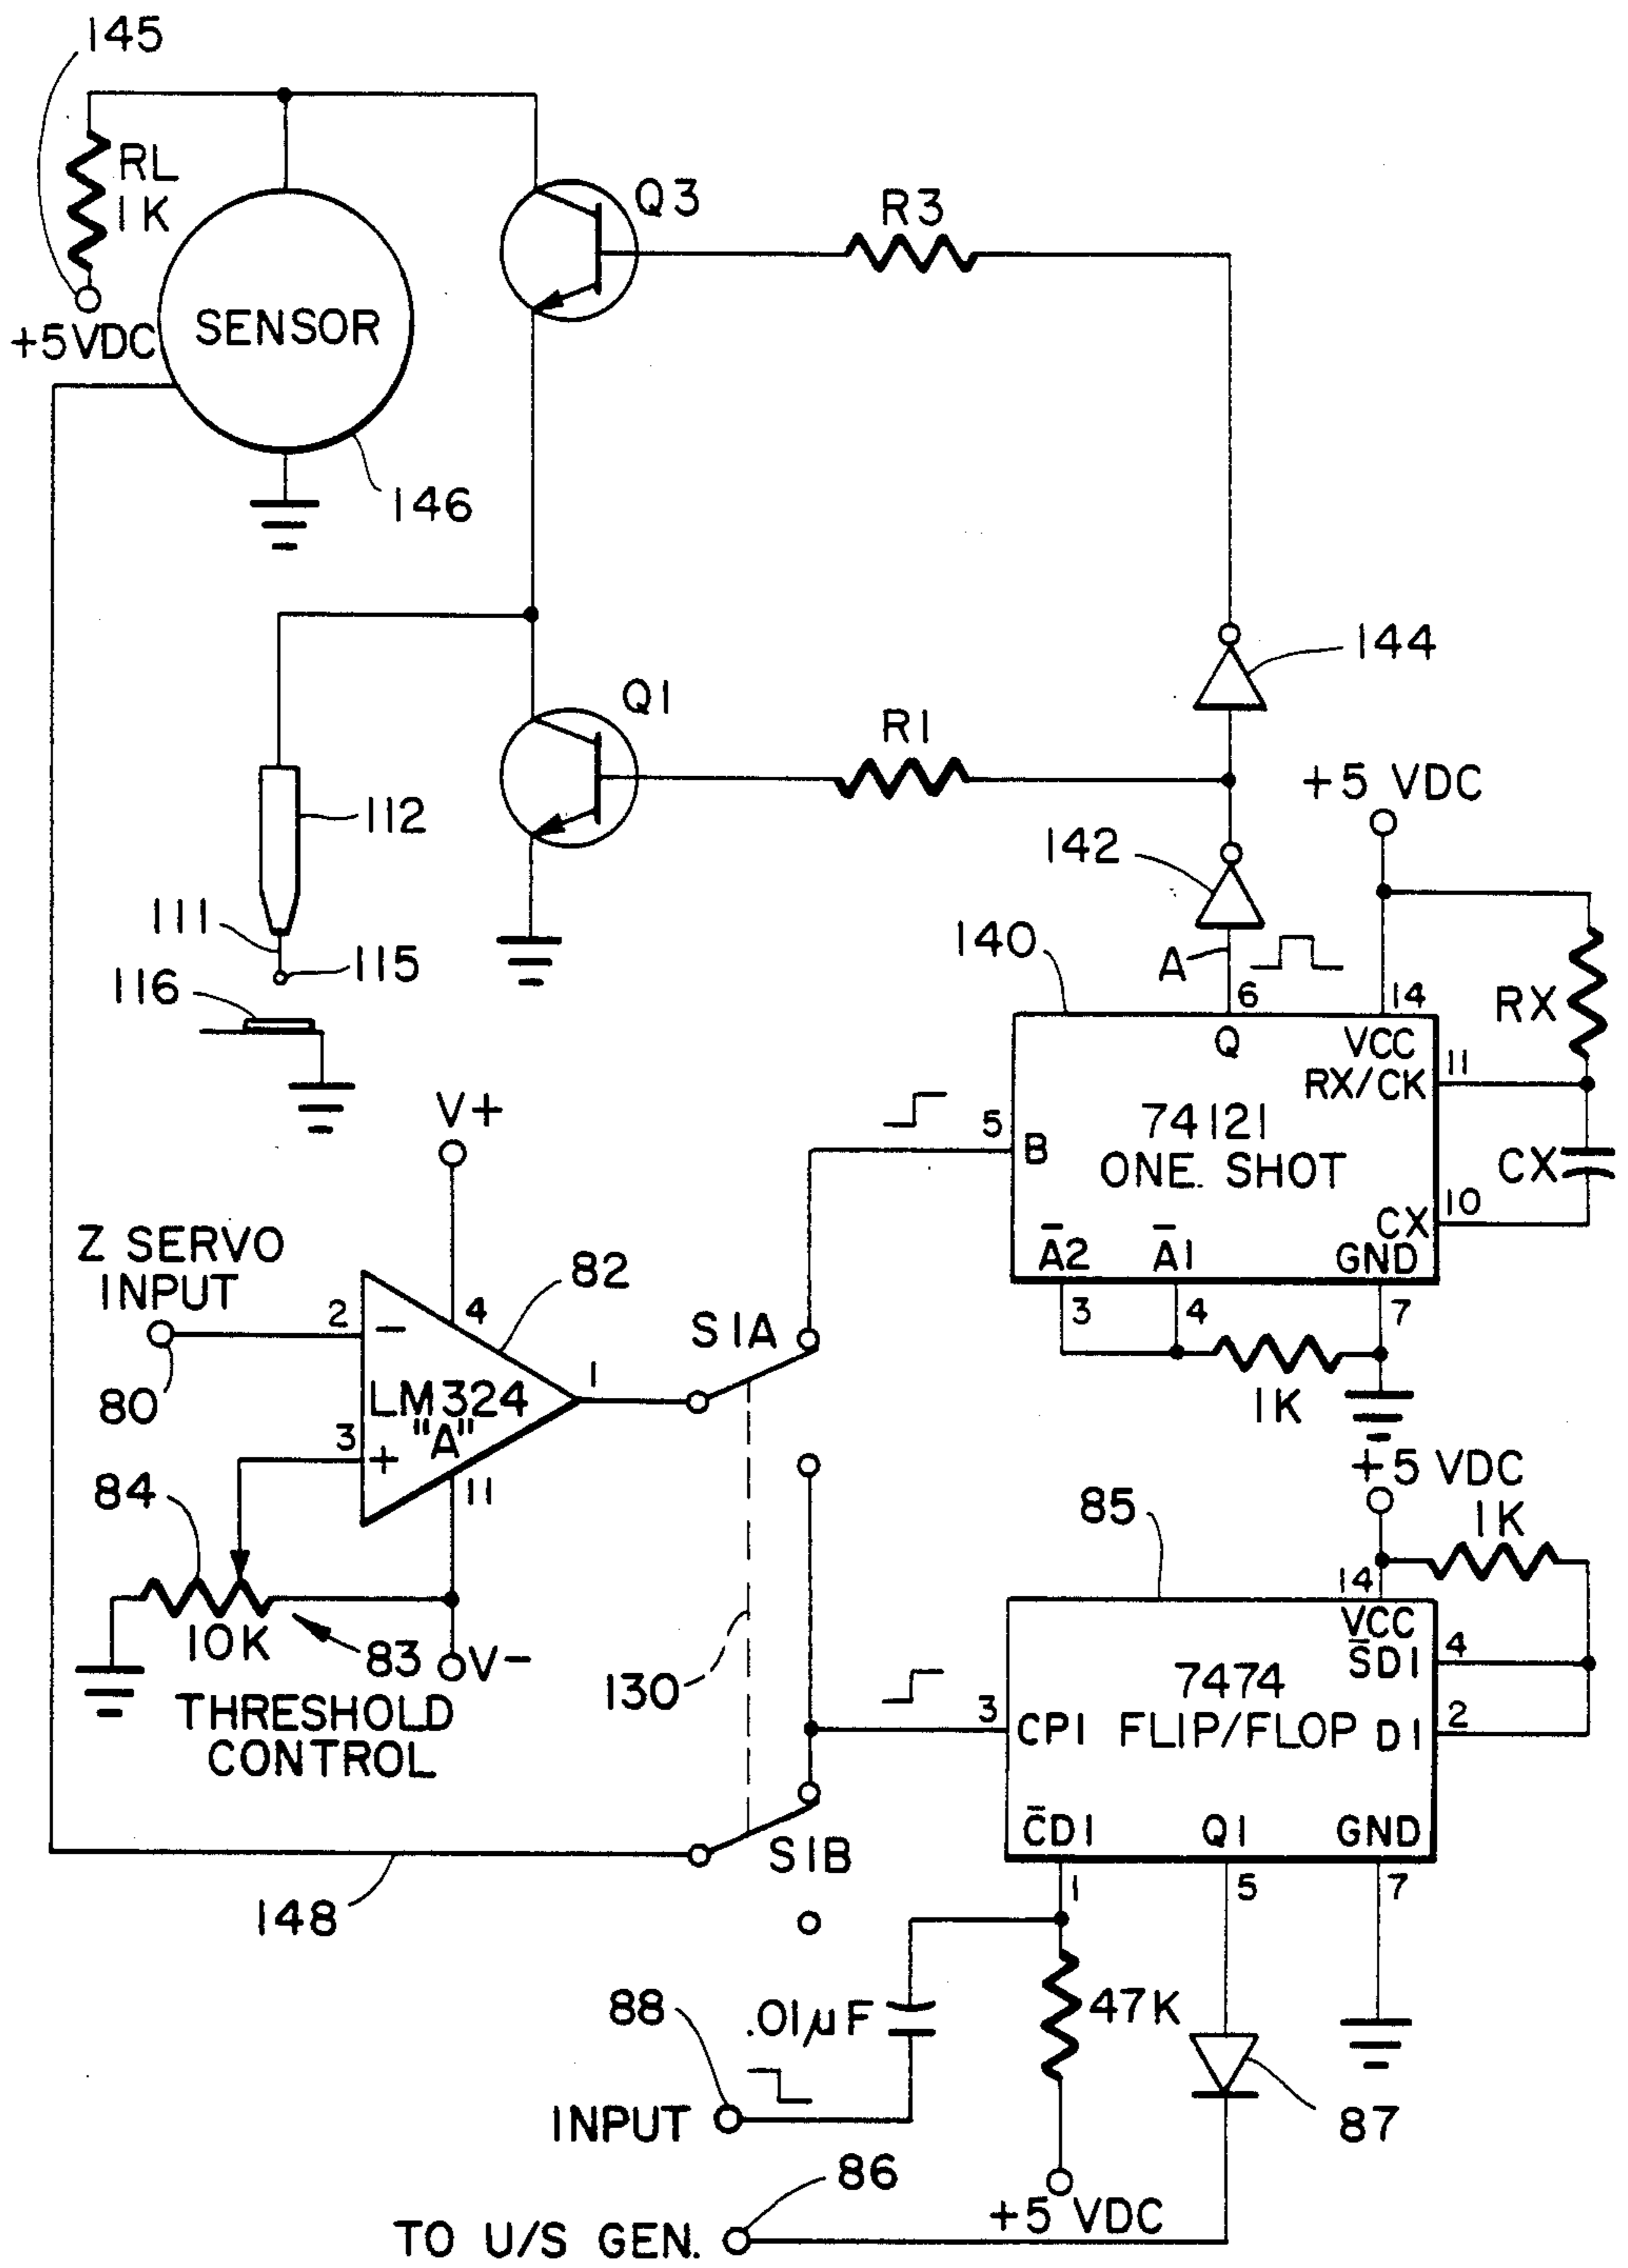 145
RL
1K
+5VDC
SENSOR
146
Q3
R3
144
Q1
R1
+5 VDC
112
142
111
115
116
140
A
6
14
Q
VCC
RX
RX/CK
11
V+
5
B
74121
ONE. SHOT
CX
CX
10
A̅2
A̅1
GND
3
4
7
1K
Z SERVO
INPUT
80
2
−
4
82
LM324
"A"
1
3
+
11
S1A
84
10K
83
V-
THRESHOLD
CONTROL
130
+5 VDC
1K
85
14
VCC
S̅D1
4
7474
FLIP/FLOP
D1
2
3
CP1
C̅D1
Q1
GND
1
5
7
S1B
148
88
.01µF
47K
INPUT
87
86
+5 VDC
TO U/S GEN.